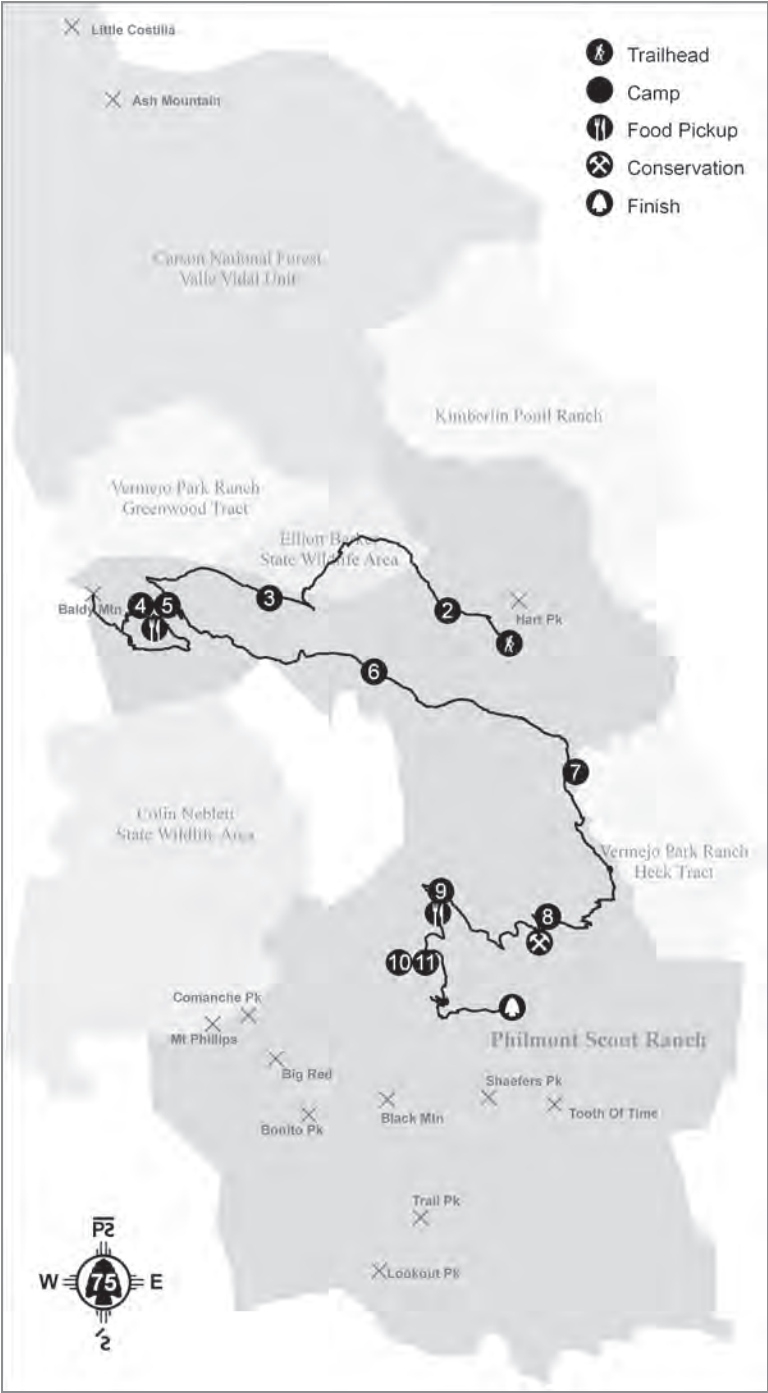 Little Costilla
Ash Mountain
Trailhead
Camp
Food Pickup
Conservation
Finish
Carson National Forest
Valle Vidal Unit
Kimberlin Ponil Ranch
Vermejo Park Ranch
Greenwood Tract
Elliott Barker
State Wildlife Area
Baldy Mtn
4
5
3
2
Hart Pk
6
7
Colin Neblett
State Wildlife Area
Vermejo Park Ranch
Heck Tract
9
8
10
11
Comanche Pk
Mt Phillips
Philmont Scout Ranch
Big Red
Shaefers Pk
Black Mtn
Tooth Of Time
Bonito Pk
Trail Pk
Lookout Pk
W
75
E
S